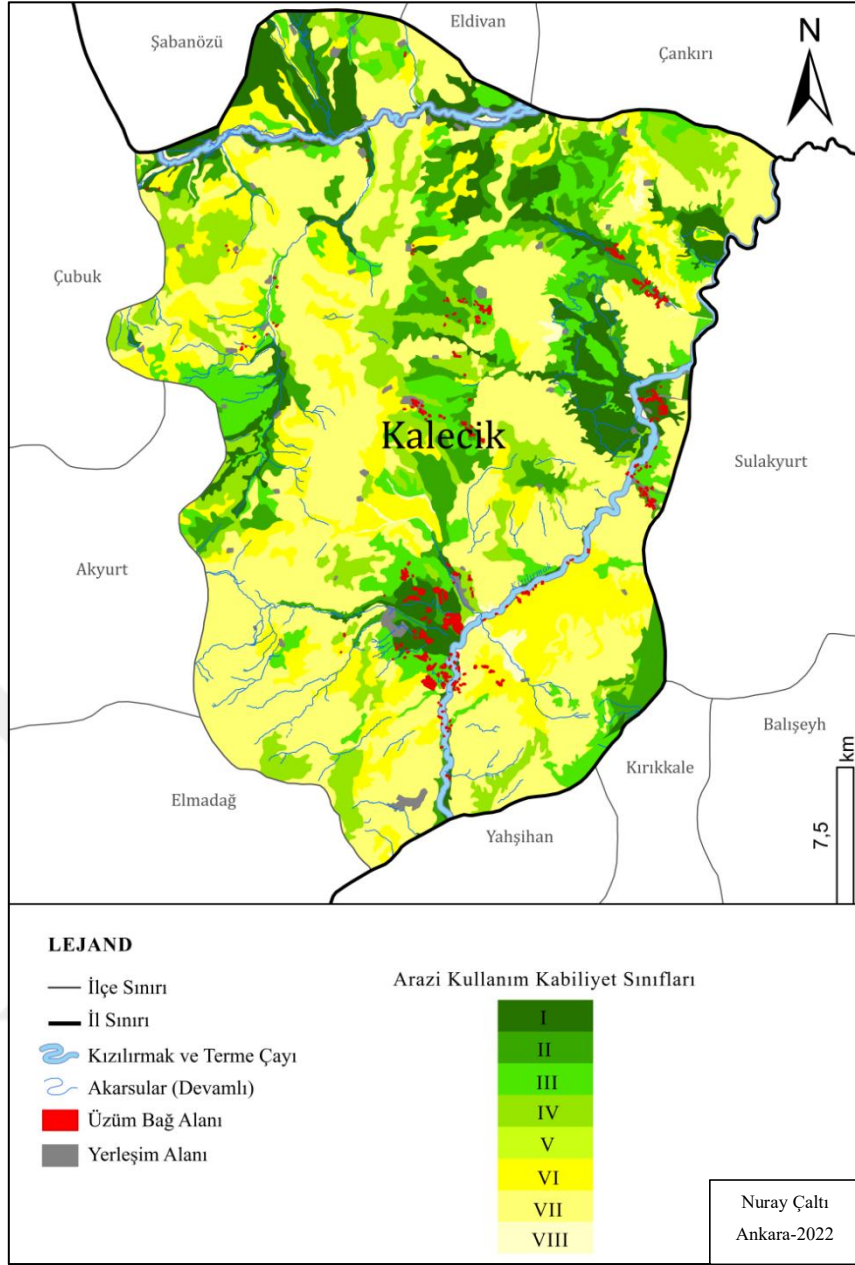 Eldivan
Şabanözü
Çankırı
N
Çubuk
Kalecik
Sulakyurt
Akyurt
Balışeyh
km
Kırıkkale
Elmadağ
7,5
Yahşihan
LEJAND
İlçe Sınırı
İl Sınırı
Kızılırmak ve Terme Çayı
Akarsular (Devamlı)
Üzüm Bağ Alanı
Yerleşim Alanı
Arazi Kullanım Kabiliyet Sınıfları
I
II
III
IV
V
VI
VII
VIII
Nuray Çaltı
Ankara-2022